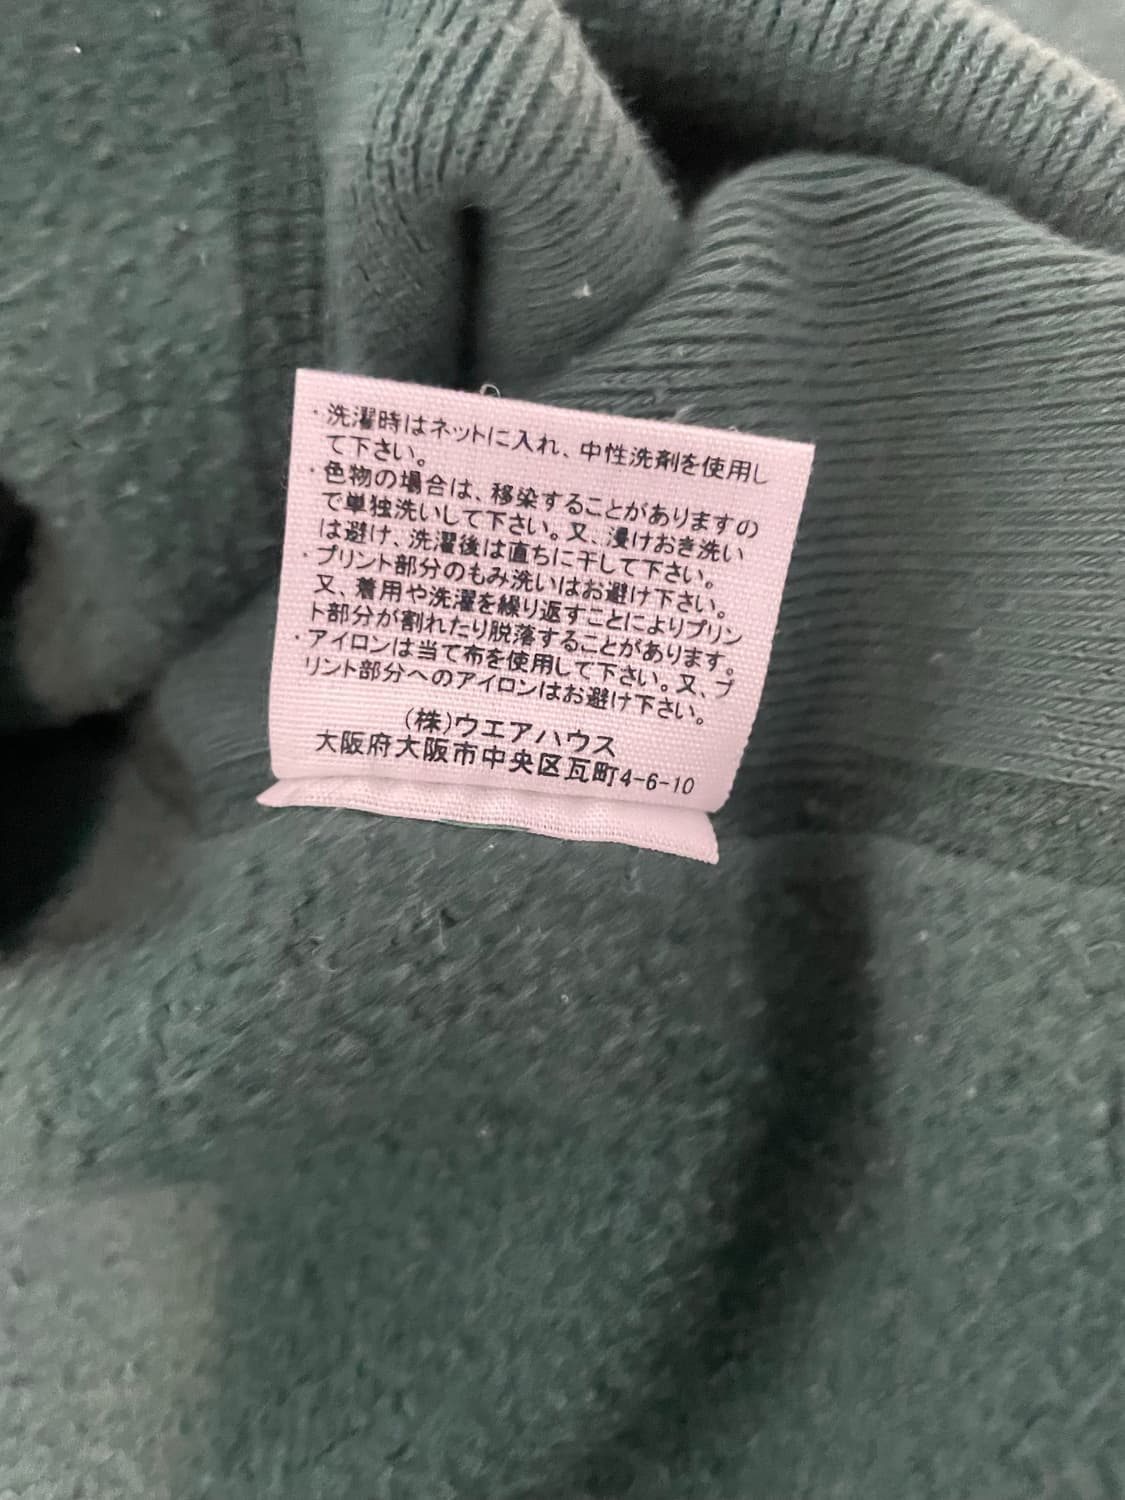 ・洗濯時はネットに入れ、中性洗剤を使用し
て下さい。
・色物の場合は、移染することがありますの
で単独洗いして下さい。又、浸けおき洗い
は避け、洗濯後は直ちに干して下さい。
・プリント部分のもみ洗いはお避け下さい。
又、着用や洗濯を繰り返すことによりプリン
ト部分が割れたり脱落することがあります。
・アイロンは当て布を使用して下さい。又、プ
リント部分へのアイロンはお避け下さい。
(株)ウエアハウス
大阪府大阪市中央区瓦町4-6-10